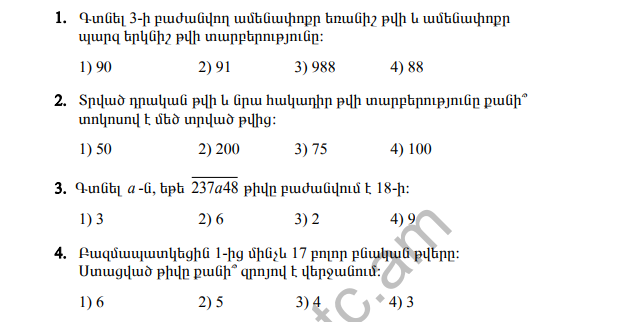 1. Գտնել 3-ի բաժանվող ամենափոքր եռանիշ թվի և ամենափոքր
պարզ երկնիշ թվի տարբերությունը:
1) 90 2) 91 3) 988 4) 88
2. Տրված դրական թվի և նրա հակադիր թվի տարբերությունը քանի՞
տոկոսով է մեծ տրված թվից:
1) 50 2) 200 3) 75 4) 100
3. Գտնել a -ն, եթե 237a48 թիվը բաժանվում է 18-ի:
1) 3 2) 6 3) 2 4) 9
4. Բազմապատկեցին 1-ից մինչև 17 բոլոր բնական թվերը:
Ստացված թիվը քանի՞ զրոյով է վերջանում:
1) 6 2) 5 3) 4 4) 3
tc.am